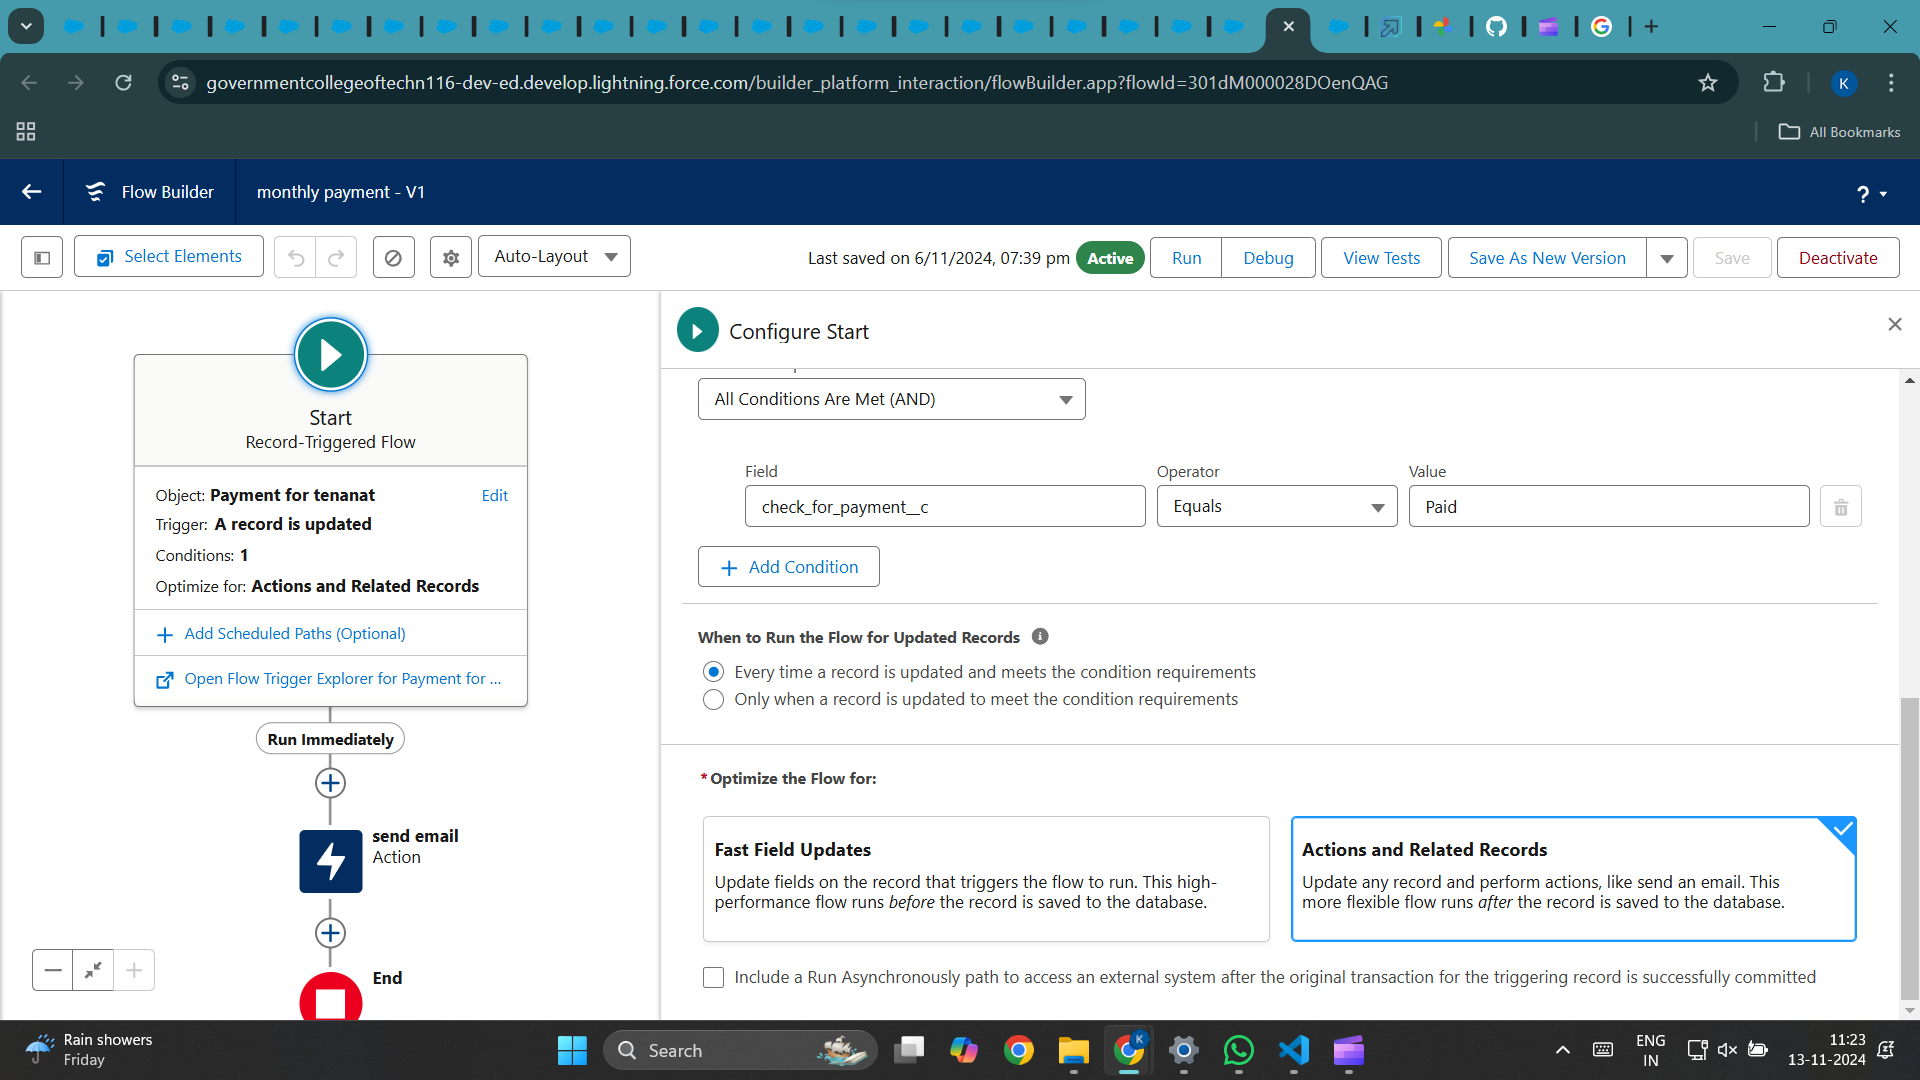 governmentcollegeoftechn116-dev-ed.develop.lightning.force.com/builder_platform_interaction/flowBuilder.app?flowId=301dM000028DOenQAG
K
All Bookmarks
Flow Builder
monthly payment - V1
?
Select Elements
Auto-Layout
Last saved on 6/11/2024, 07:39 pm
Active
Run
Debug
View Tests
Save As New Version
Save
Deactivate
Start
Record-Triggered Flow
Object: Payment for tenanat
Edit
Trigger: A record is updated
Conditions: 1
Optimize for: Actions and Related Records
Add Scheduled Paths (Optional)
Open Flow Trigger Explorer for Payment for ...
Run Immediately
send email
Action
End
Configure Start
All Conditions Are Met (AND)
Field
Operator
Value
check_for_payment__c
Equals
Paid
Add Condition
When to Run the Flow for Updated Records
Every time a record is updated and meets the condition requirements
Only when a record is updated to meet the condition requirements
*Optimize the Flow for:
Fast Field Updates
Update fields on the record that triggers the flow to run. This high-
performance flow runs before the record is saved to the database.
Actions and Related Records
Update any record and perform actions, like send an email. This
more flexible flow runs after the record is saved to the database.
Include a Run Asynchronously path to access an external system after the original transaction for the triggering record is successfully committed
Rain showers
Friday
Search
K
ENG
IN
11:23
13-11-2024